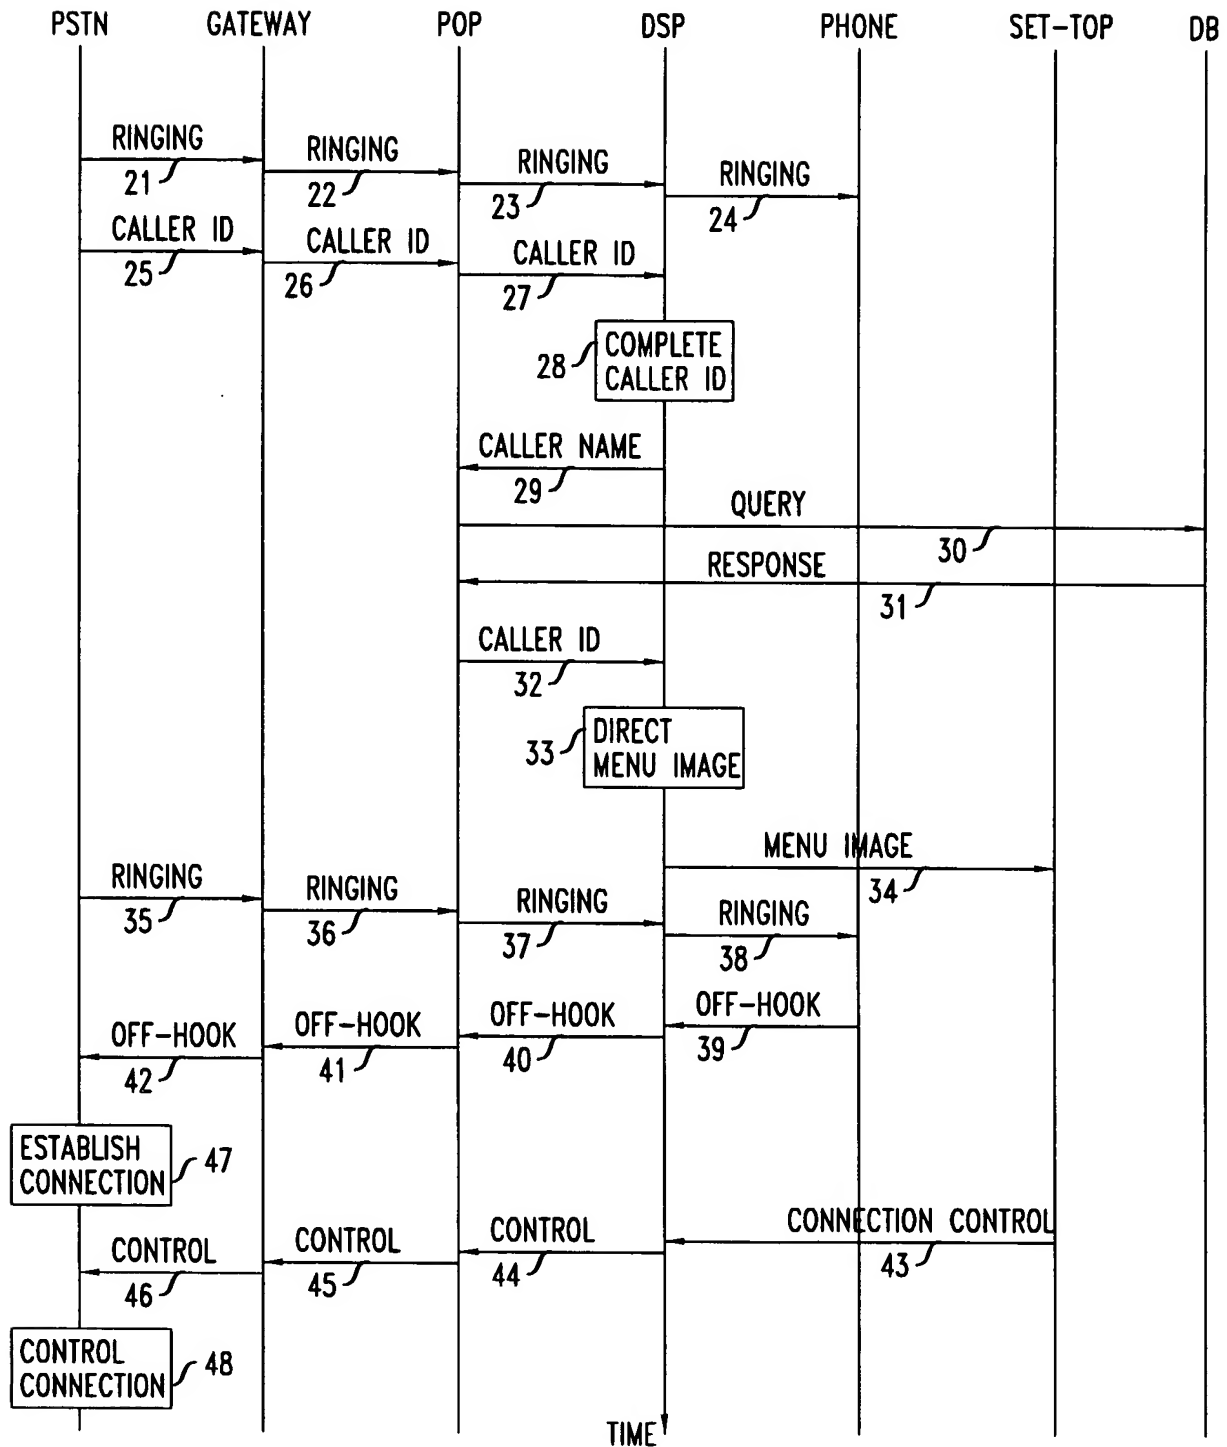 PSTN GATEWAY POP DSP PHONE SET-TOP DB
RINGING RINGING RINGING RINGING
21 22 23 24
CALLER ID CALLER ID CALLER ID
25 26 27
28 COMPLETE
CALLER ID
CALLER NAME
29
QUERY
30
RESPONSE
31
CALLER ID
32
33 DIRECT
MENU IMAGE
MENU IMAGE
34
RINGING RINGING RINGING RINGING
35 36 37 38
OFF-HOOK OFF-HOOK OFF-HOOK OFF-HOOK
42 41 40 39
ESTABLISH
CONNECTION 47
CONTROL CONTROL CONTROL CONNECTION CONTROL
46 45 44 43
CONTROL
CONNECTION 48
TIME